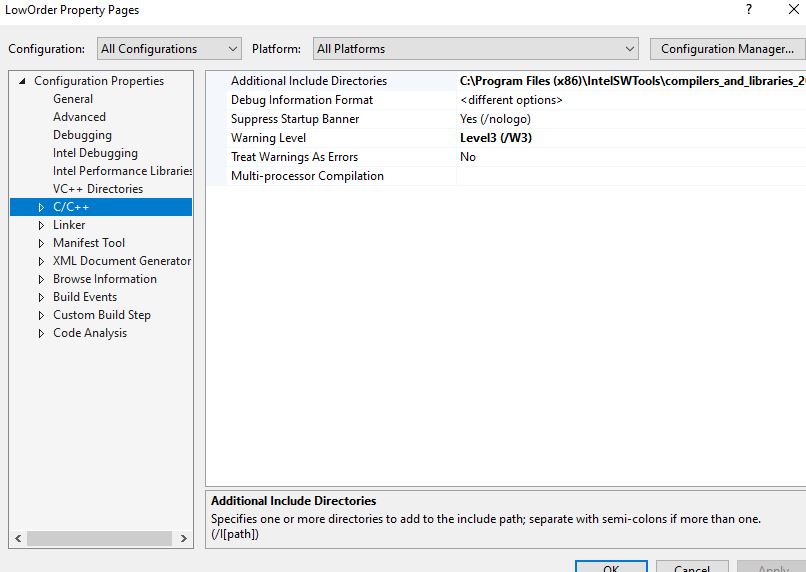 LowOrder Property Pages
? ×
Configuration: All Configurations Platform: All Platforms Configuration Manager...
Configuration Properties
General
Advanced
Debugging
Intel Debugging
Intel Performance Libraries
VC++ Directories
C/C++
Linker
Manifest Tool
XML Document Generator
Browse Information
Build Events
Custom Build Step
Code Analysis
Additional Include Directories C:\Program Files (x86)\IntelSWTools\compilers_and_libraries_20
Debug Information Format <different options>
Suppress Startup Banner Yes (/nologo)
Warning Level Level3 (/W3)
Treat Warnings As Errors No
Multi-processor Compilation
Additional Include Directories
Specifies one or more directories to add to the include path; separate with semi-colons if more than one.
(/I[path])
OK Cancel Apply